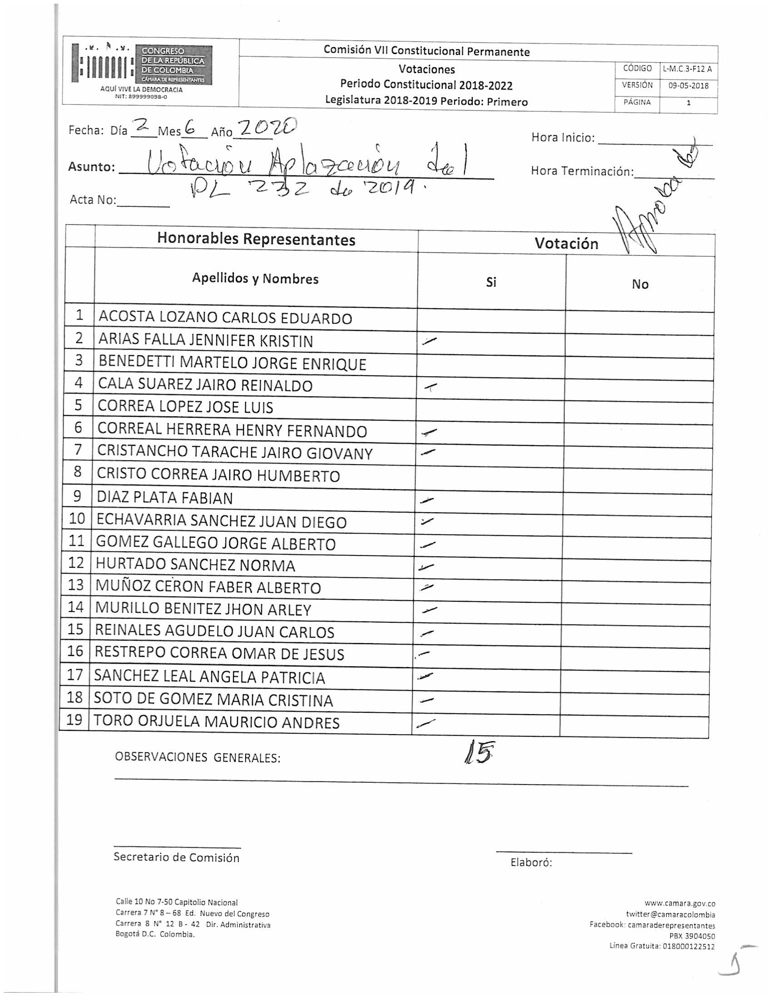 CONGRESO
DE LA REPÚBLICA
DE COLOMBIA
CÁMARA DE REPRESENTANTES
AQUÍ VIVE LA DEMOCRACIA
NIT: 899999098-0
Comisión VII Constitucional Permanente
Votaciones
Periodo Constitucional 2018-2022
Legislatura 2018-2019 Periodo: Primero
CÓDIGO L-M.C.3-F12 A
VERSIÓN 09-05-2018
PÁGINA 1
Fecha: Día 2 Mes 6 Año 2020
Hora Inicio:
Asunto: Votación Aplazación del
PL 232 de 2019.
Hora Terminación:
Acta No:
Honorables Representantes Votación
Apellidos y Nombres Si No
1 ACOSTA LOZANO CARLOS EDUARDO
2 ARIAS FALLA JENNIFER KRISTIN
3 BENEDETTI MARTELO JORGE ENRIQUE
4 CALA SUAREZ JAIRO REINALDO
5 CORREA LOPEZ JOSE LUIS
6 CORREAL HERRERA HENRY FERNANDO
7 CRISTANCHO TARACHE JAIRO GIOVANY
8 CRISTO CORREA JAIRO HUMBERTO
9 DIAZ PLATA FABIAN
10 ECHAVARRIA SANCHEZ JUAN DIEGO
11 GOMEZ GALLEGO JORGE ALBERTO
12 HURTADO SANCHEZ NORMA
13 MUÑOZ CERON FABER ALBERTO
14 MURILLO BENITEZ JHON ARLEY
15 REINALES AGUDELO JUAN CARLOS
16 RESTREPO CORREA OMAR DE JESUS
17 SANCHEZ LEAL ANGELA PATRICIA
18 SOTO DE GOMEZ MARIA CRISTINA
19 TORO ORJUELA MAURICIO ANDRES
15
OBSERVACIONES GENERALES:
Secretario de Comisión
Elaboró:
Calle 10 No 7-50 Capitolio Nacional
Carrera 7 N° 8 – 68 Ed. Nuevo del Congreso
Carrera 8 N° 12 B - 42 Dir. Administrativa
Bogotá D.C. Colombia.
www.camara.gov.co
twitter@camaracolombia
Facebook: camaraderepresentantes
PBX 3904050
Línea Gratuita: 018000122512
5